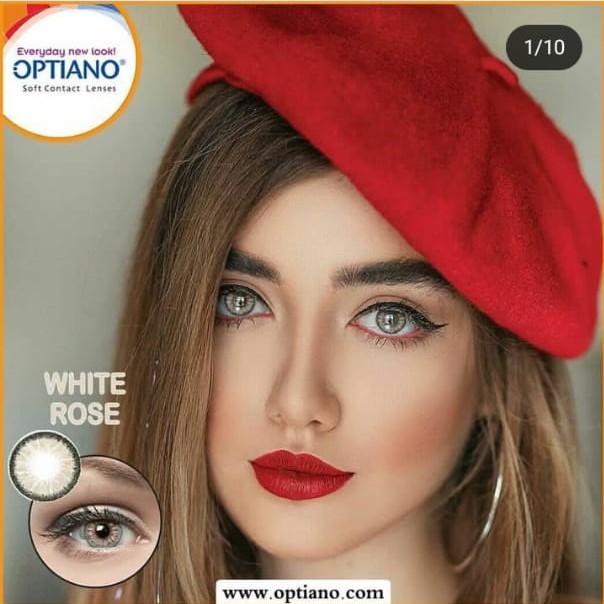 Everyday new look!
OPTIANO®
Soft Contact Lenses
1/10
WHITE
ROSE
www.optiano.com